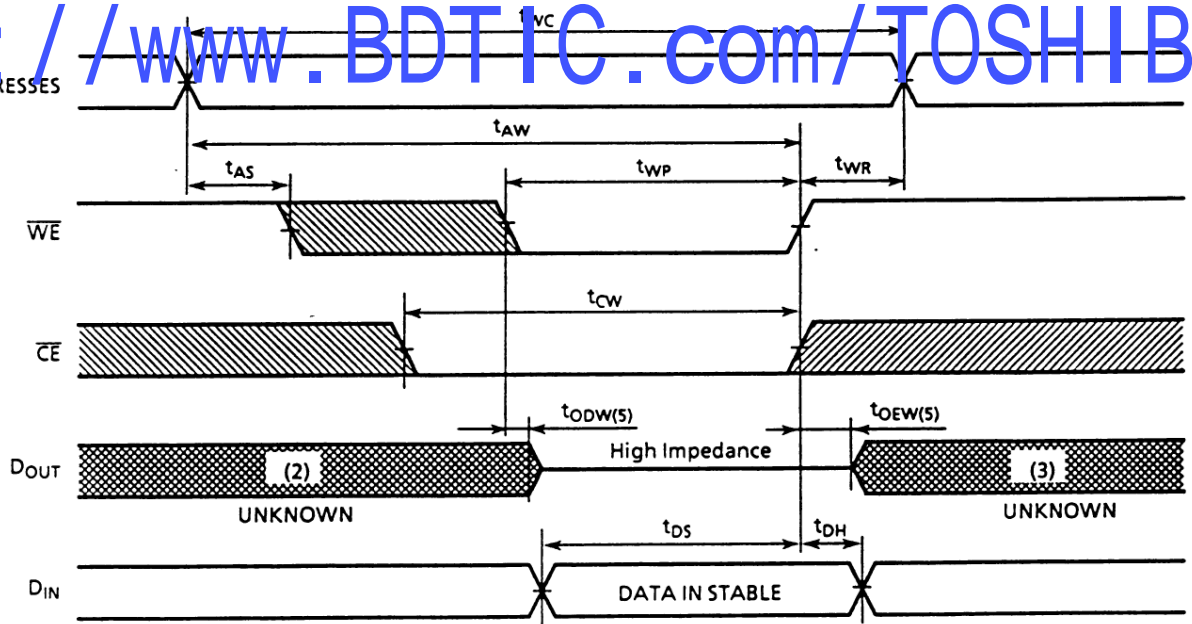 //www.BDTIC.com/TOSHIB
tWC
RESSES
tAW
tAS
tWP
tWR
WE
tCW
CE
tODW(5)
tOEW(5)
High Impedance
DOUT
(2)
(3)
UNKNOWN
UNKNOWN
tDS
tDH
DIN
DATA IN STABLE